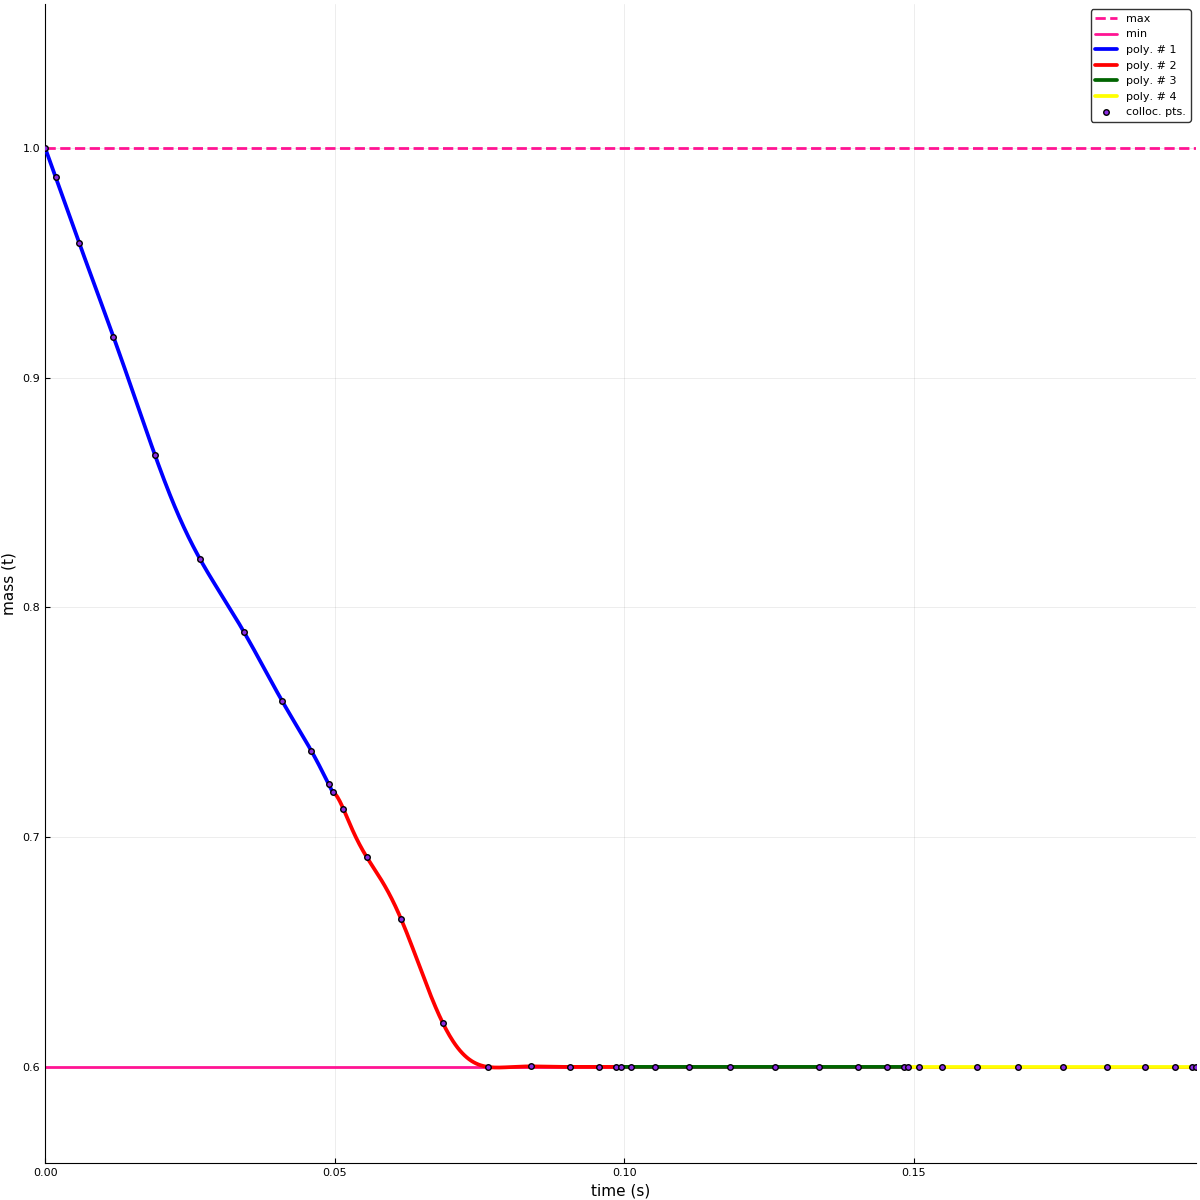 max
min
poly. # 1
poly. # 2
poly. # 3
poly. # 4
colloc. pts.
1.0
0.9
0.8
0.7
0.6
mass (t)
0.00
0.05
0.10
0.15
time (s)